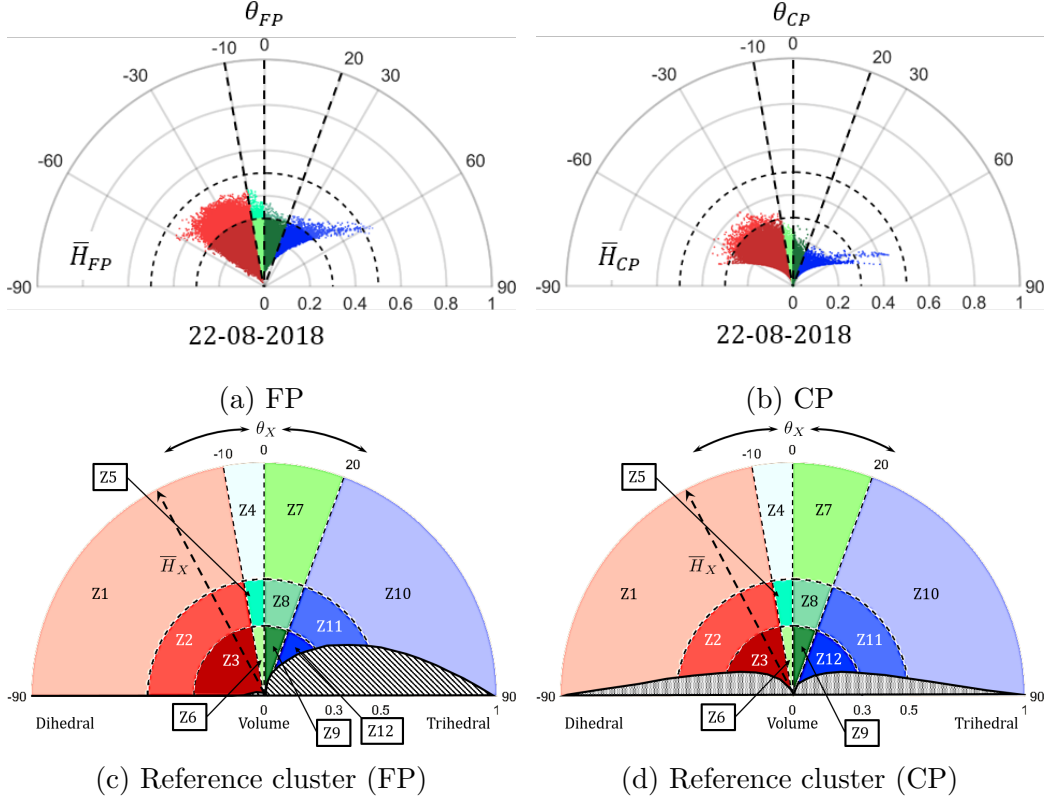 θ_FP
-10 0 20
-30 30
-60 60
H̅_FP
-90 90
0 0.2 0.4 0.6 0.8 1
22-08-2018
(a) FP
θ_CP
-10 0 20
-30 30
-60 60
H̅_CP
-90 90
0 0.2 0.4 0.6 0.8 1
22-08-2018
(b) CP
θ_X
-10 0 20
Z5
Z4 Z7
H̅_X
Z1 Z10
Z8
Z2 Z11
Z3
-90 90
Z6 0 0.3 0.5 1
Dihedral Volume Trihedral
Z9 Z12
(c) Reference cluster (FP)
θ_X
-10 0 20
Z5
Z4 Z7
H̅_X
Z1 Z10
Z8
Z2 Z11
Z3 Z12
-90 90
Z6 0 0.3 0.5 1
Dihedral Volume Trihedral
Z9
(d) Reference cluster (CP)